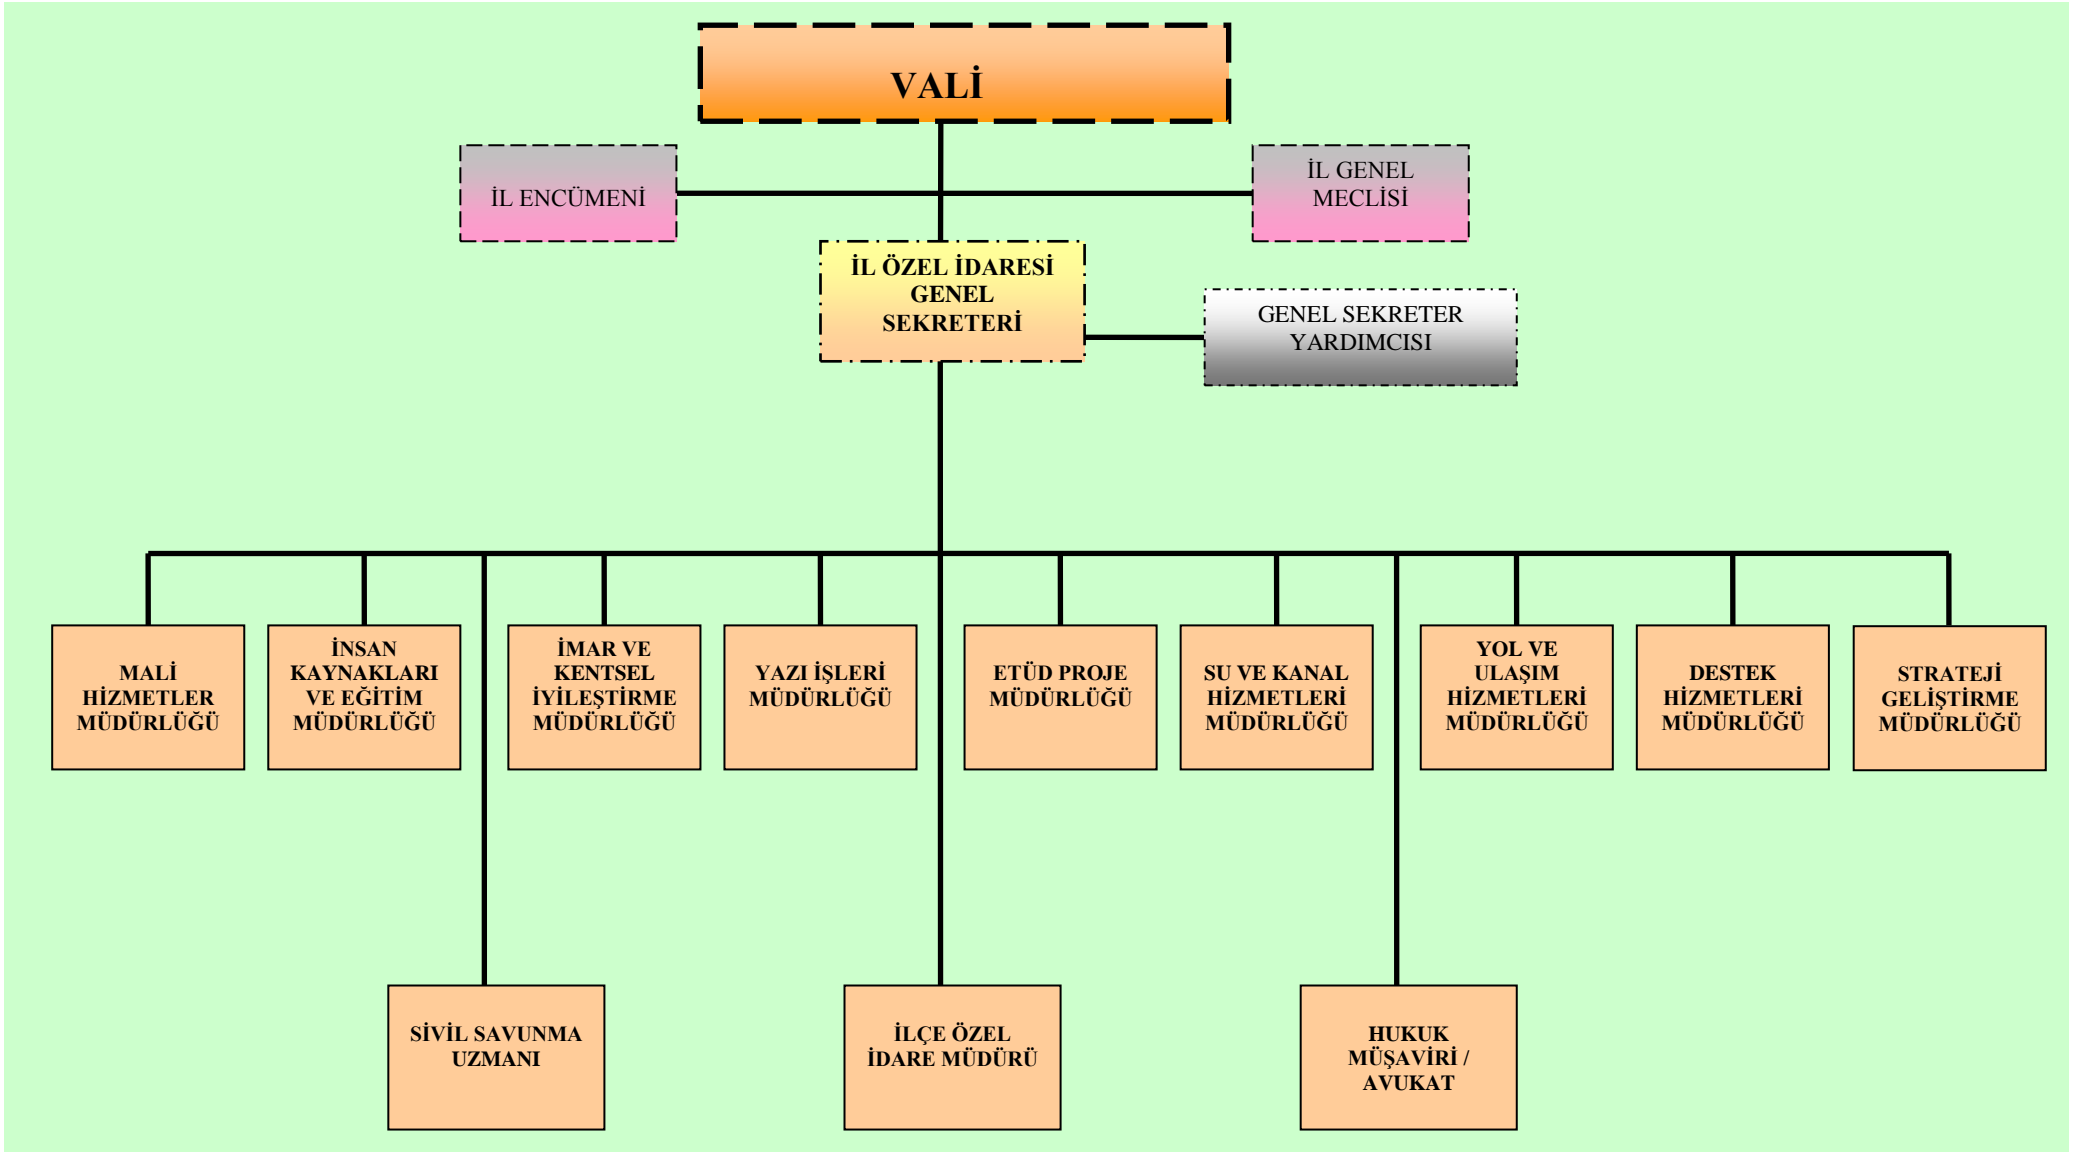 VALİ
İL ENCÜMENİ
İL GENEL
MECLİSİ
İL ÖZEL İDARESİ
GENEL
SEKRETERİ
GENEL SEKRETER
YARDIMCISI
MALİ
HİZMETLER
MÜDÜRLÜĞÜ
İNSAN
KAYNAKLARI
VE EĞİTİM
MÜDÜRLÜĞÜ
İMAR VE
KENTSEL
İYİLEŞTİRME
MÜDÜRLÜĞÜ
YAZI İŞLERİ
MÜDÜRLÜĞÜ
ETÜD PROJE
MÜDÜRLÜĞÜ
SU VE KANAL
HİZMETLERİ
MÜDÜRLÜĞÜ
YOL VE
ULAŞIM
HİZMETLERİ
MÜDÜRLÜĞÜ
DESTEK
HİZMETLERİ
MÜDÜRLÜĞÜ
STRATEJİ
GELİŞTİRME
MÜDÜRLÜĞÜ
SİVİL SAVUNMA
UZMANI
İLÇE ÖZEL
İDARE MÜDÜRÜ
HUKUK
MÜŞAVİRİ /
AVUKAT